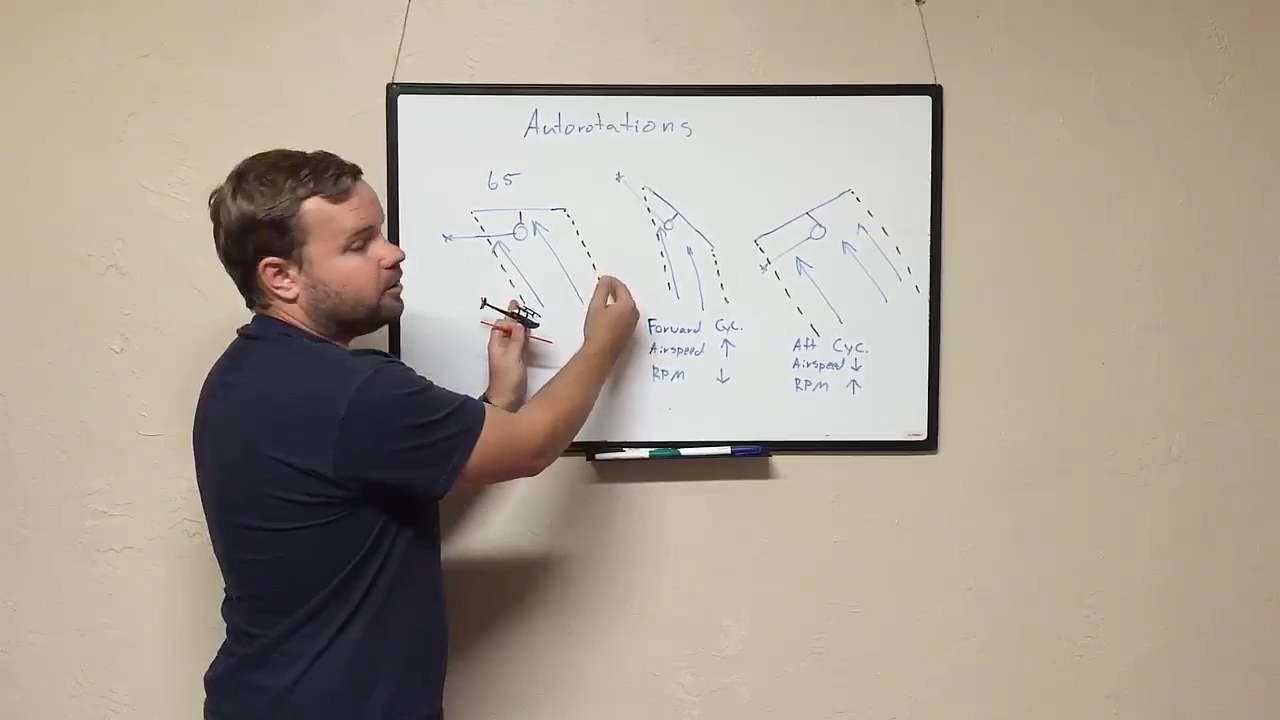 Autorotations
65
Forward Cyc.
Airspeed ↑
RPM ↓
Aft Cyc.
Airspeed ↓
RPM ↑